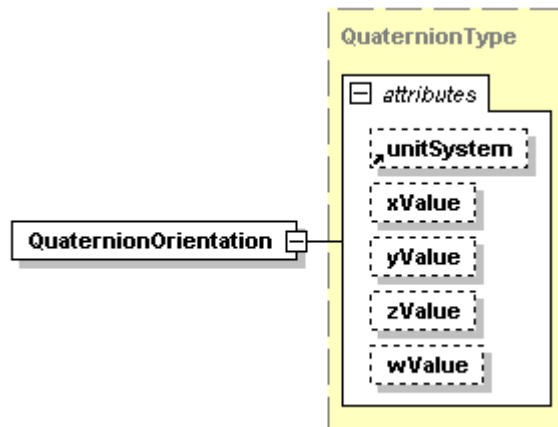 QuaternionType
attributes
unitSystem
xValue
QuaternionOrientation
yValue
zValue
wValue